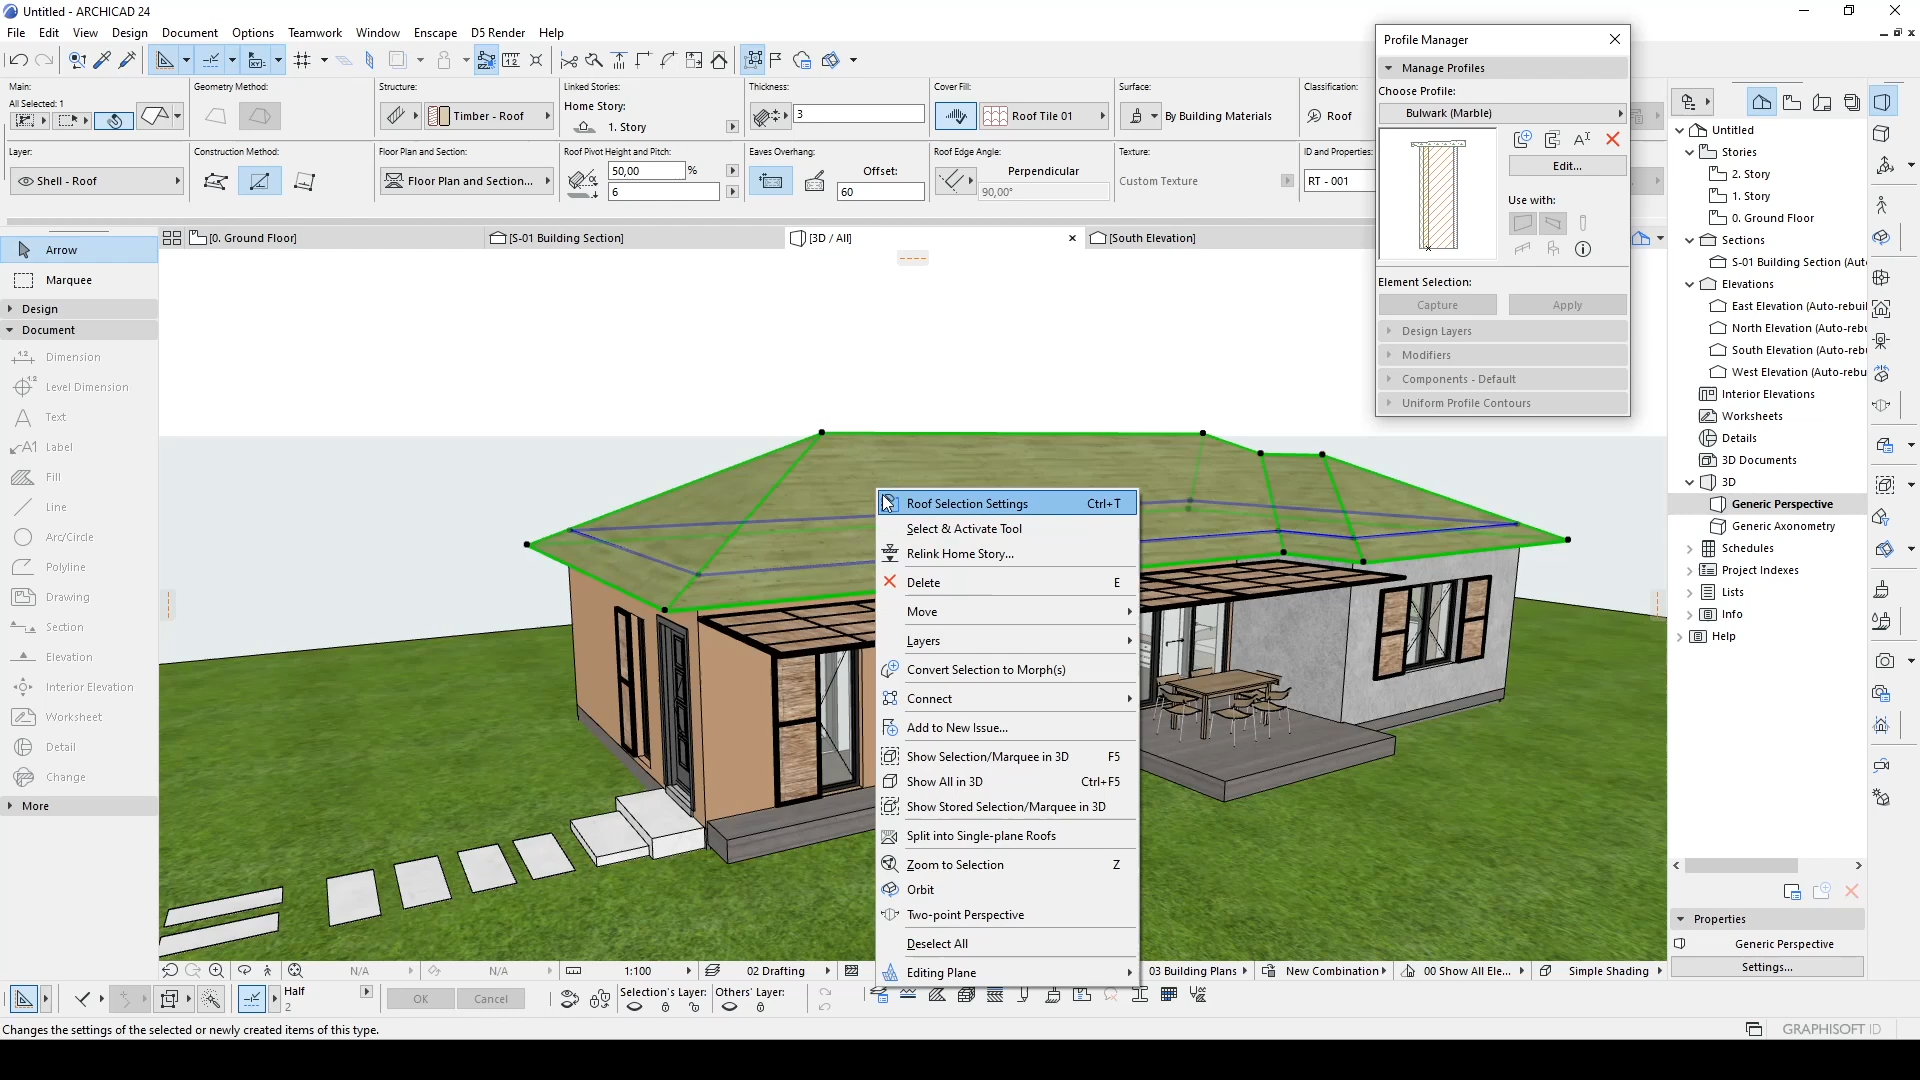 Untitled - ARCHICAD 24
File Edit View Design Document Options Teamwork Window Enscape D5 Render Help
Main:
All Selected: 1
Geometry Method:
Structure:
Timber - Roof
Linked Stories:
Home Story:
1. Story
Thickness:
3
Cover Fill:
Roof Tile 01
Surface:
By Building Materials
Classification:
Roof
Layer:
Shell - Roof
Construction Method:
Floor Plan and Section:
Floor Plan and Section...
Roof Pivot Height and Pitch:
50,00 %
6
Eaves Overhang:
Offset:
60
Roof Edge Angle:
Perpendicular
90,00°
Texture:
Custom Texture
ID and Properties:
RT - 001
[0. Ground Floor]
[S-01 Building Section]
[3D / All]
[South Elevation]
Arrow
Marquee
Design
Document
Dimension
Level Dimension
Text
Label
Fill
Line
Arc/Circle
Polyline
Drawing
Section
Elevation
Interior Elevation
Worksheet
Detail
Change
More
Profile Manager
Manage Profiles
Choose Profile:
Bulwark (Marble)
Edit...
Use with:
Element Selection:
Capture Apply
Design Layers
Modifiers
Components - Default
Uniform Profile Contours
Roof Selection Settings Ctrl+T
Select & Activate Tool
Relink Home Story...
Delete E
Move
Layers
Convert Selection to Morph(s)
Connect
Add to New Issue...
Show Selection/Marquee in 3D F5
Show All in 3D Ctrl+F5
Show Stored Selection/Marquee in 3D
Split into Single-plane Roofs
Zoom to Selection Z
Orbit
Two-point Perspective
Deselect All
Editing Plane
Untitled
Stories
2. Story
1. Story
0. Ground Floor
Sections
S-01 Building Section (Aut
Elevations
East Elevation (Auto-rebuil
North Elevation (Auto-rebu
South Elevation (Auto-reb
West Elevation (Auto-rebu
Interior Elevations
Worksheets
Details
3D Documents
3D
Generic Perspective
Generic Axonometry
Schedules
Project Indexes
Lists
Info
Help
Properties
Generic Perspective
Settings...
N/A N/A 1:100 02 Drafting 03 Building Plans New Combination 00 Show All Ele... Simple Shading
Half
2
OK Cancel
Selection's Layer: Others' Layer:
Changes the settings of the selected or newly created items of this type.
GRAPHISOFT ID